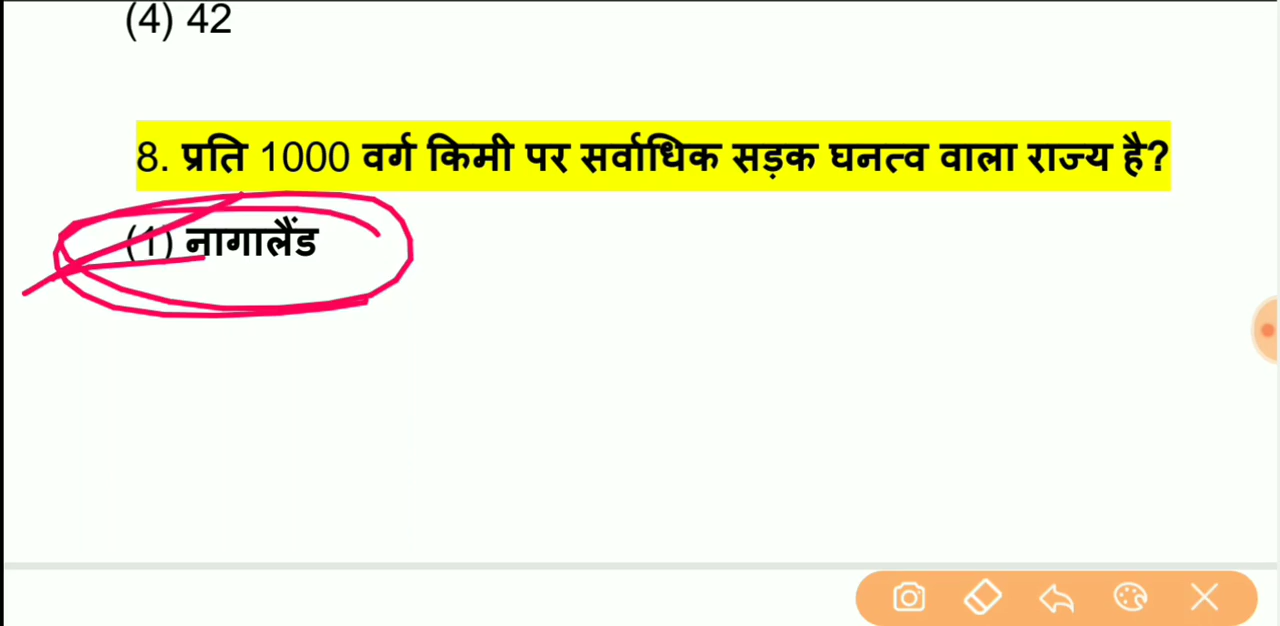 (4) 42
8. प्रति 1000 वर्ग किमी पर सर्वाधिक सड़क घनत्व वाला राज्य है?
(1) नागालैंड